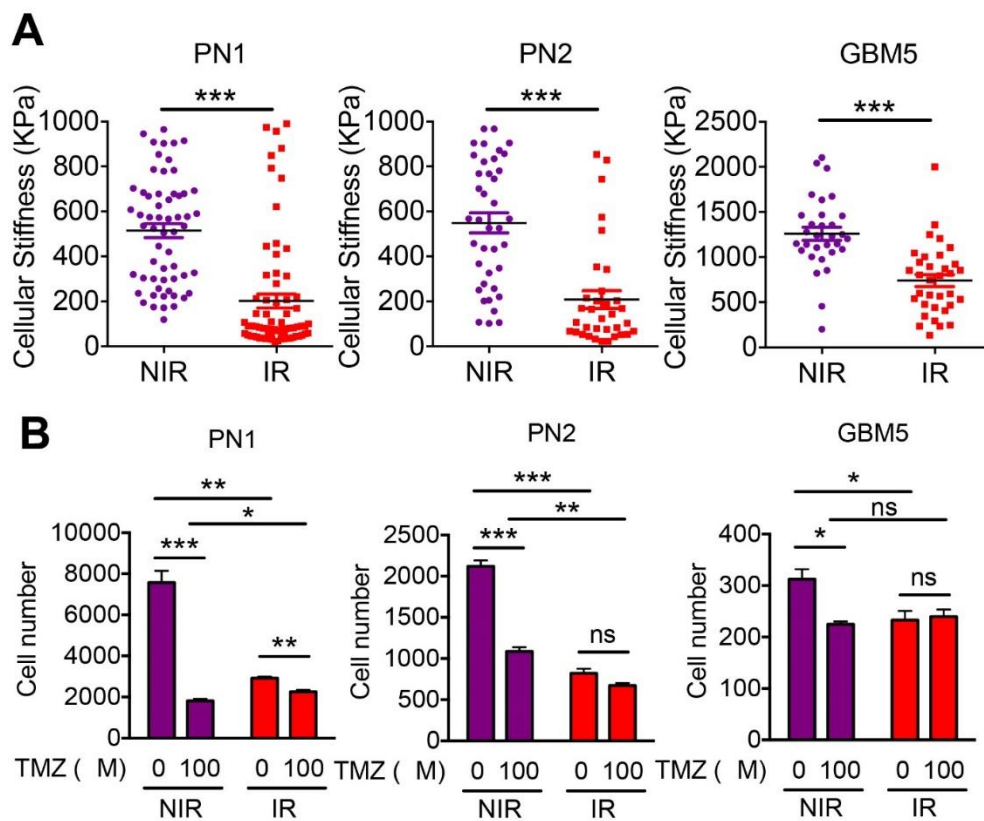 A
PN1 PN2 GBM5
*** *** ***
Cellular Stiffness (KPa) Cellular Stiffness (KPa) Cellular Stiffness (KPa)
1000 1000 2500
800 800 2000
600 600 1500
400 400 1000
200 200 500
0 0 0
NIR IR NIR IR NIR IR
B
PN1 PN2 GBM5
** *** *
* ** ns
*** *** *
** ns ns
Cell number Cell number Cell number
10000 2500 400
8000 2000 300
6000 1500 200
4000 1000 100
2000 500 0
0 0
TMZ ( M) 0 100 0 100 TMZ ( M) 0 100 0 100 TMZ ( M) 0 100 0 100
NIR IR NIR IR NIR IR